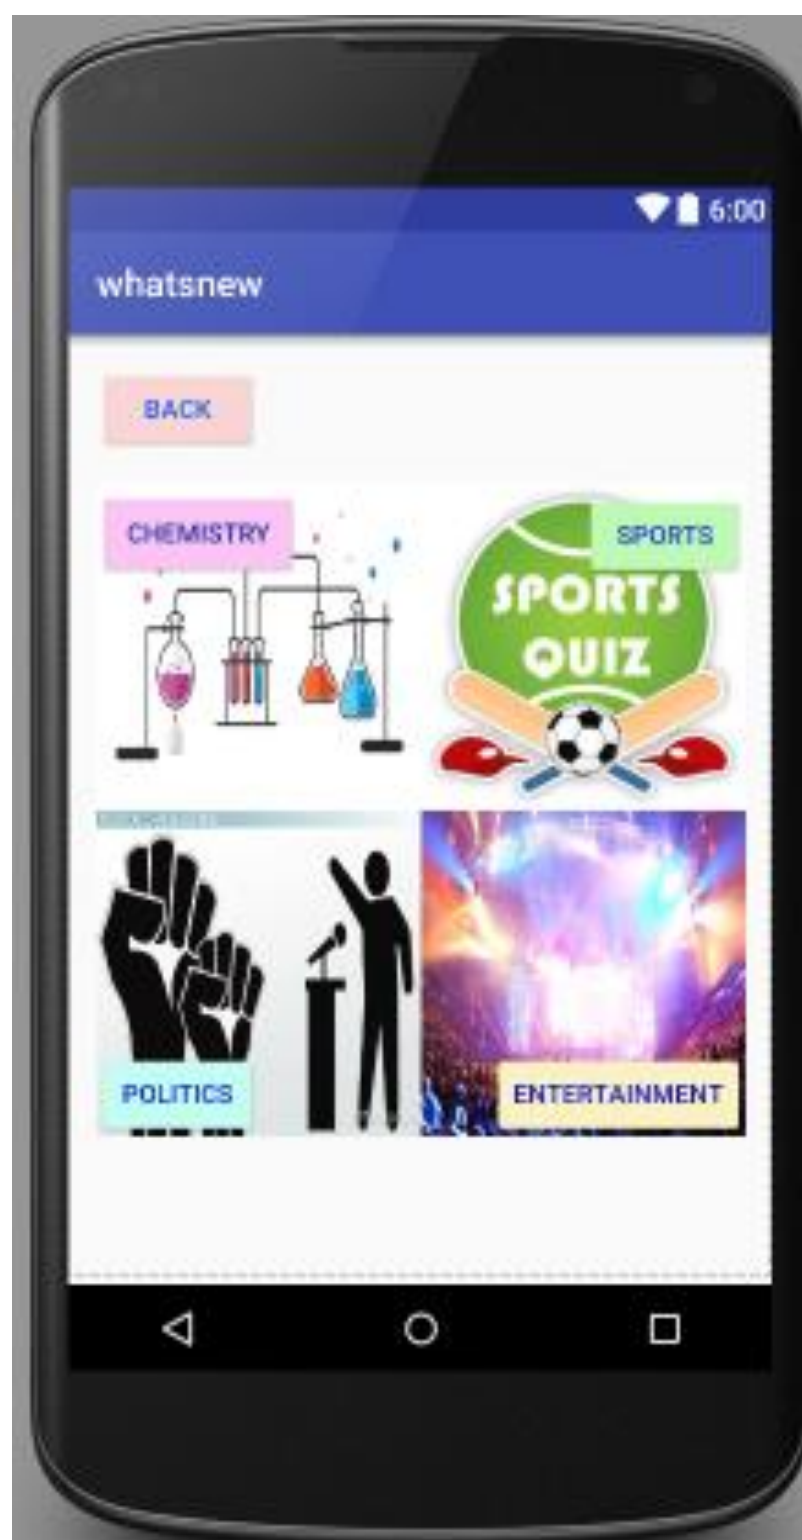 6:00
whatsnew
BACK
CHEMISTRY
SPORTS
SPORTS
QUIZ
POLITICS
ENTERTAINMENT